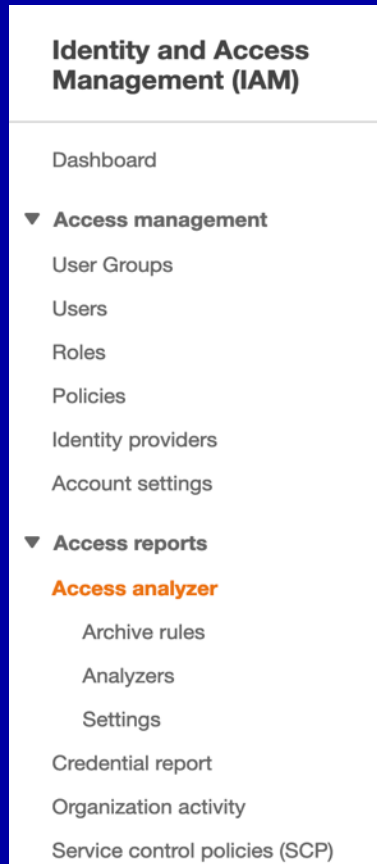 Identity and Access
Management (IAM)
Dashboard
Access management
User Groups
Users
Roles
Policies
Identity providers
Account settings
Access reports
Access analyzer
Archive rules
Analyzers
Settings
Credential report
Organization activity
Service control policies (SCP)